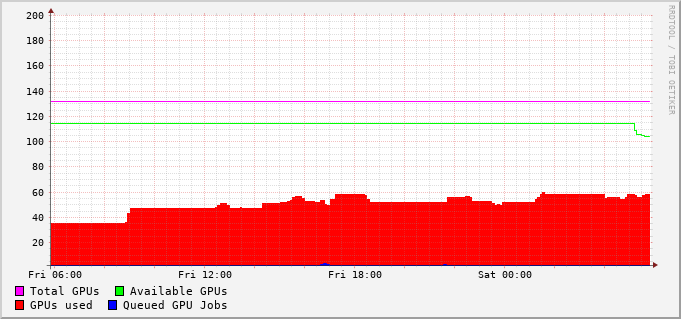 200
180
160
140
120
100
80
60
40
20
Fri 06:00 Fri 12:00 Fri 18:00 Sat 00:00
Total GPUs Available GPUs
GPUs used Queued GPU Jobs
RRDTOOL / TOBI OETIKER